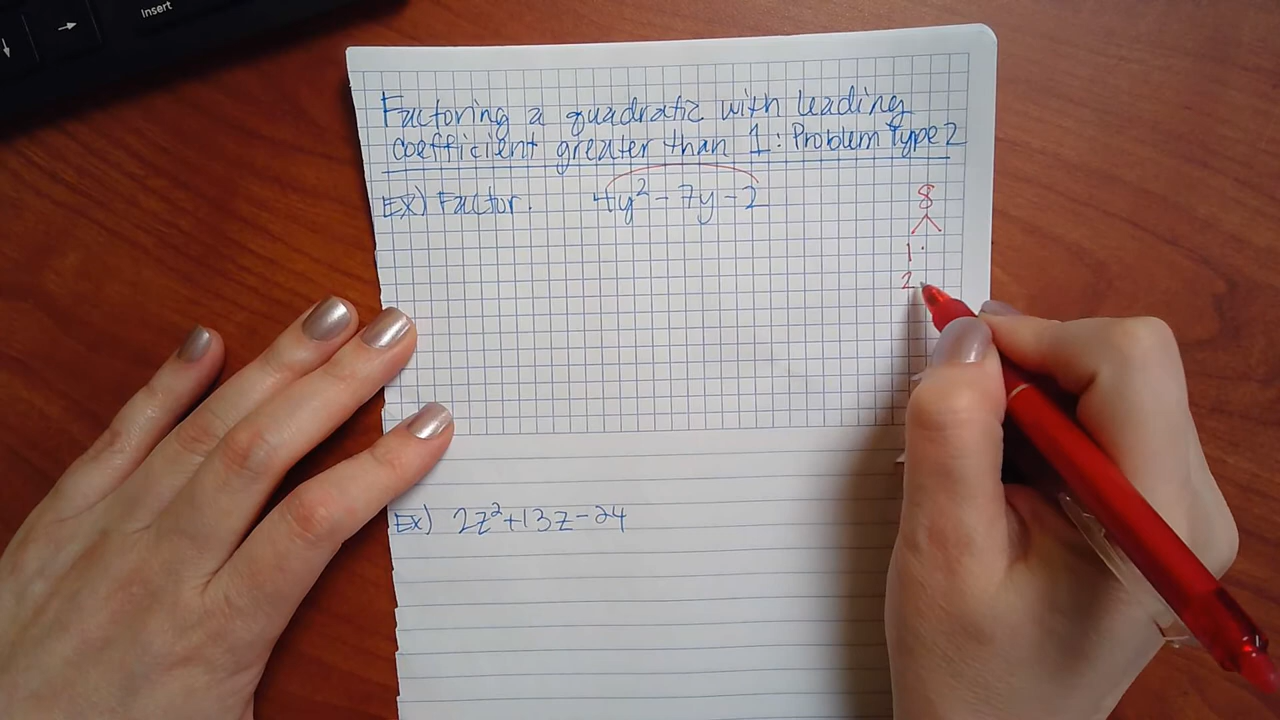 Insert
↓ →
Factoring a quadratic with leading
coefficient greater than 1: Problem Type 2
Ex) Factor. 4y² - 7y - 2
8
1 ·
2
Ex) 2z²+13z-24